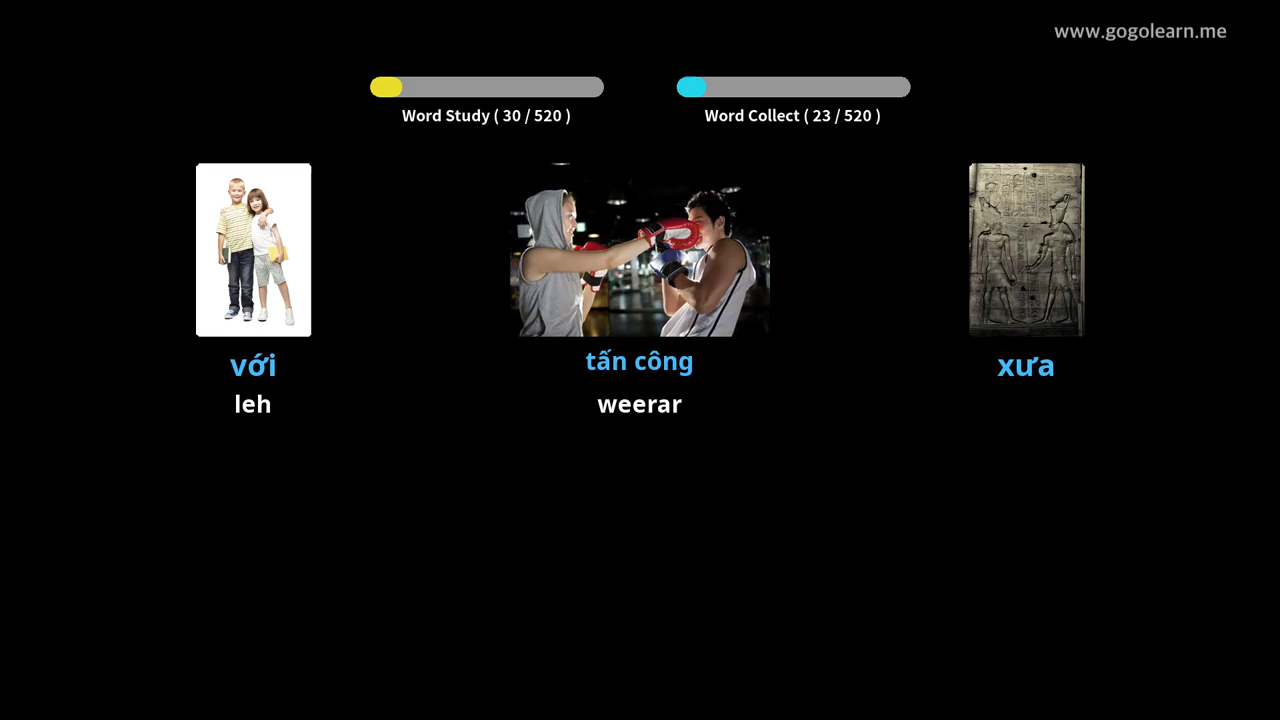 www.gogolearn.me
Word Study ( 30 / 520 )
Word Collect ( 23 / 520 )
với
tấn công
xưa
leh
weerar